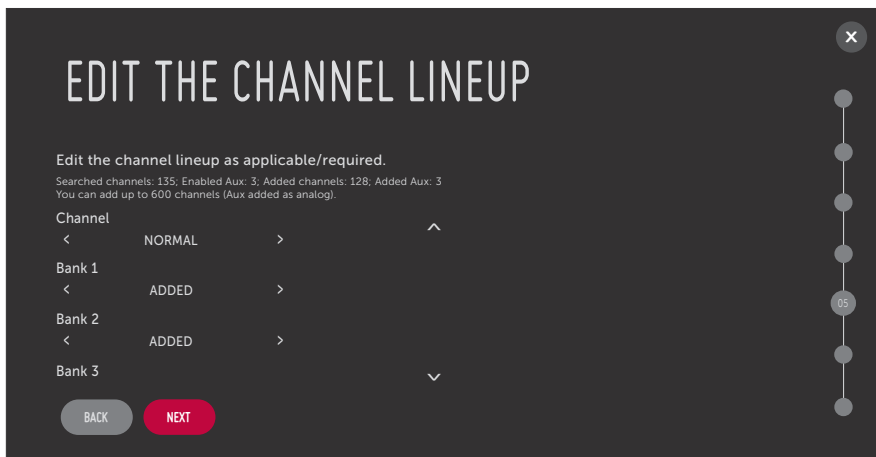 EDIT THE CHANNEL LINEUP
Edit the channel lineup as applicable/required.
Searched channels: 135; Enabled Aux: 3; Added channels: 128; Added Aux: 3
You can add up to 600 channels (Aux added as analog).
Channel
< NORMAL >
Bank 1
< ADDED >
Bank 2
< ADDED >
Bank 3
05
BACK NEXT